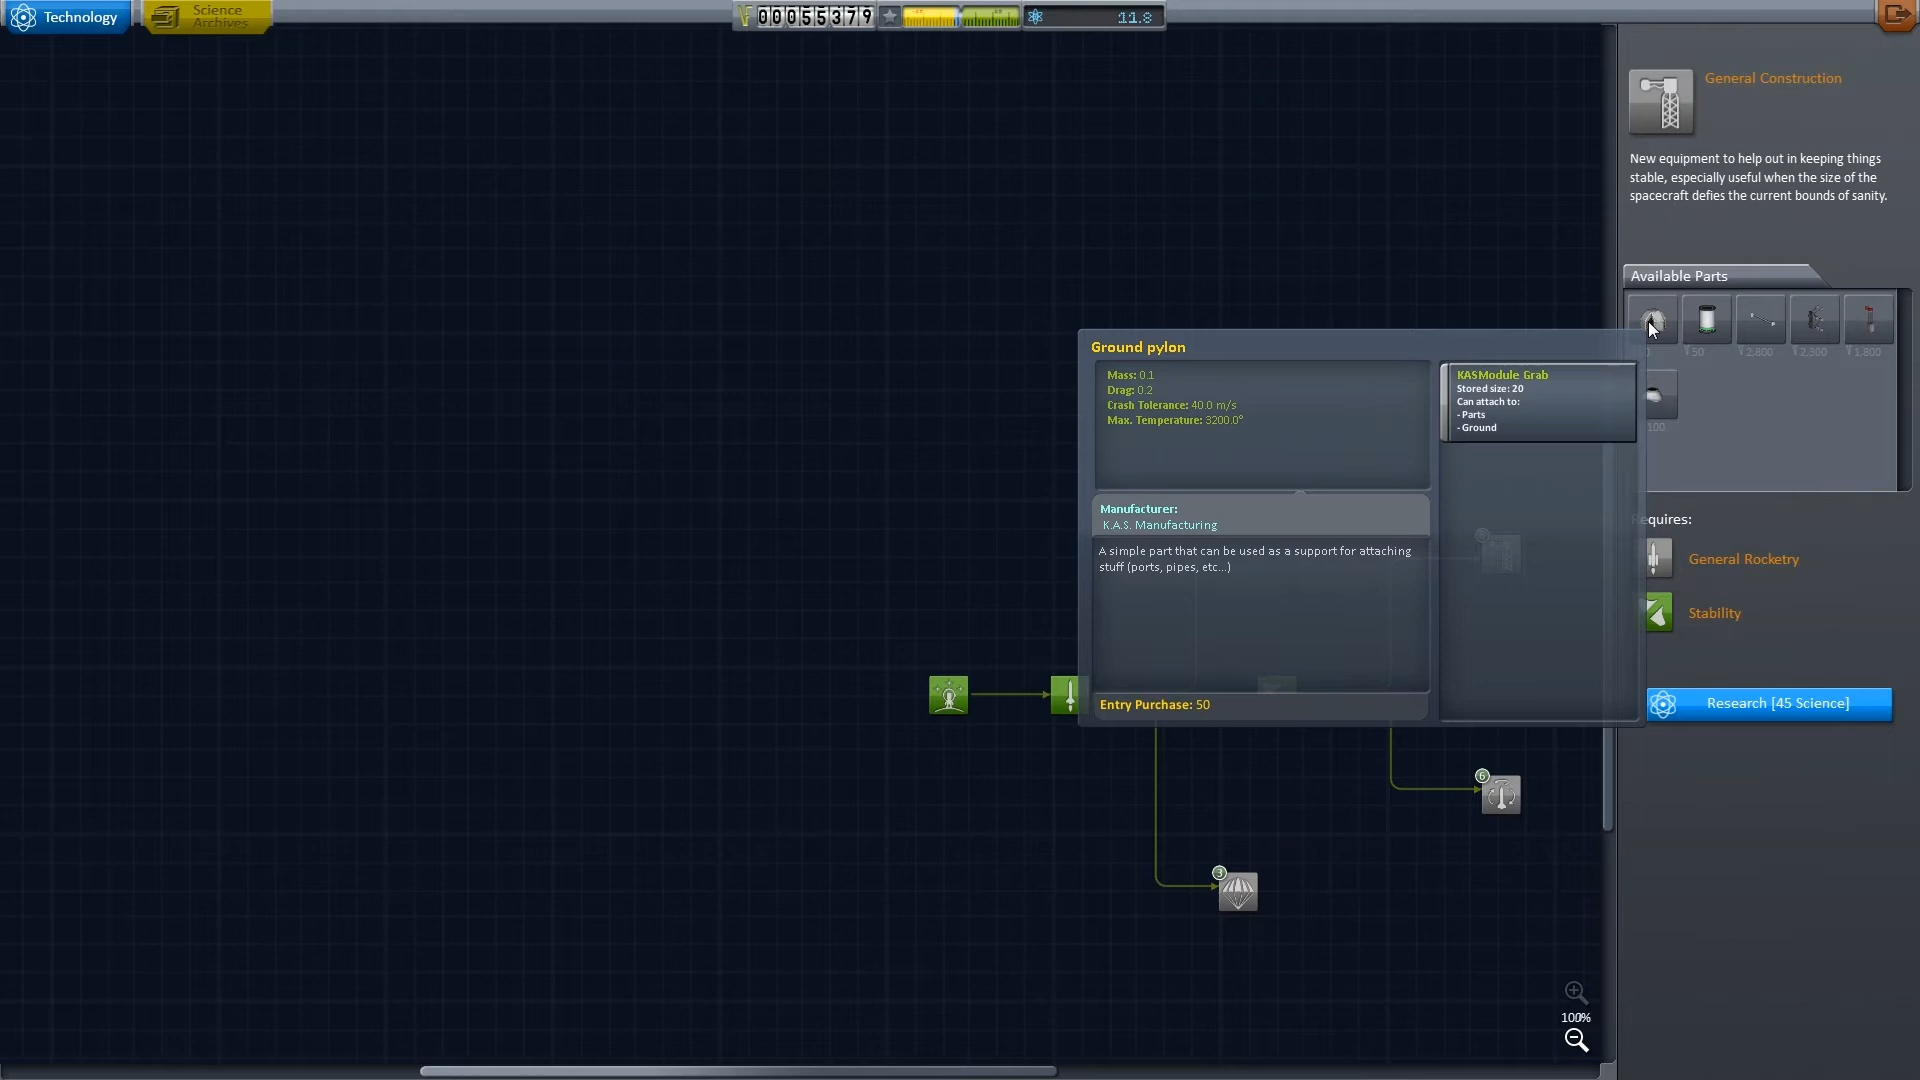 Technology
Science
Archives
00055379
11.8
General Construction
New equipment to help out in keeping things
stable, especially useful when the size of the
spacecraft defies the current bounds of sanity.
Available Parts
50
2,800
2,300
1,800
100
Ground pylon
Mass: 0.1
Drag: 0.2
Crash Tolerance: 40.0 m/s
Max. Temperature: 3200.0°
KASModule Grab
Stored size: 20
Can attach to:
- Parts
- Ground
Manufacturer:
K.A.S. Manufacturing
A simple part that can be used as a support for attaching
stuff (ports, pipes, etc...)
Entry Purchase: 50
equires:
General Rocketry
Stability
Research [45 Science]
6
3
100%